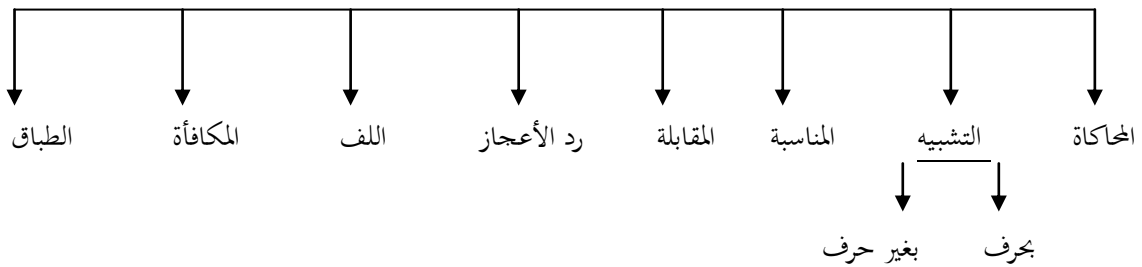 المحاكاة التشبيه المناسبة المقابلة رد الأعجاز اللف المكافأة الطباق
بحرف بغير حرف